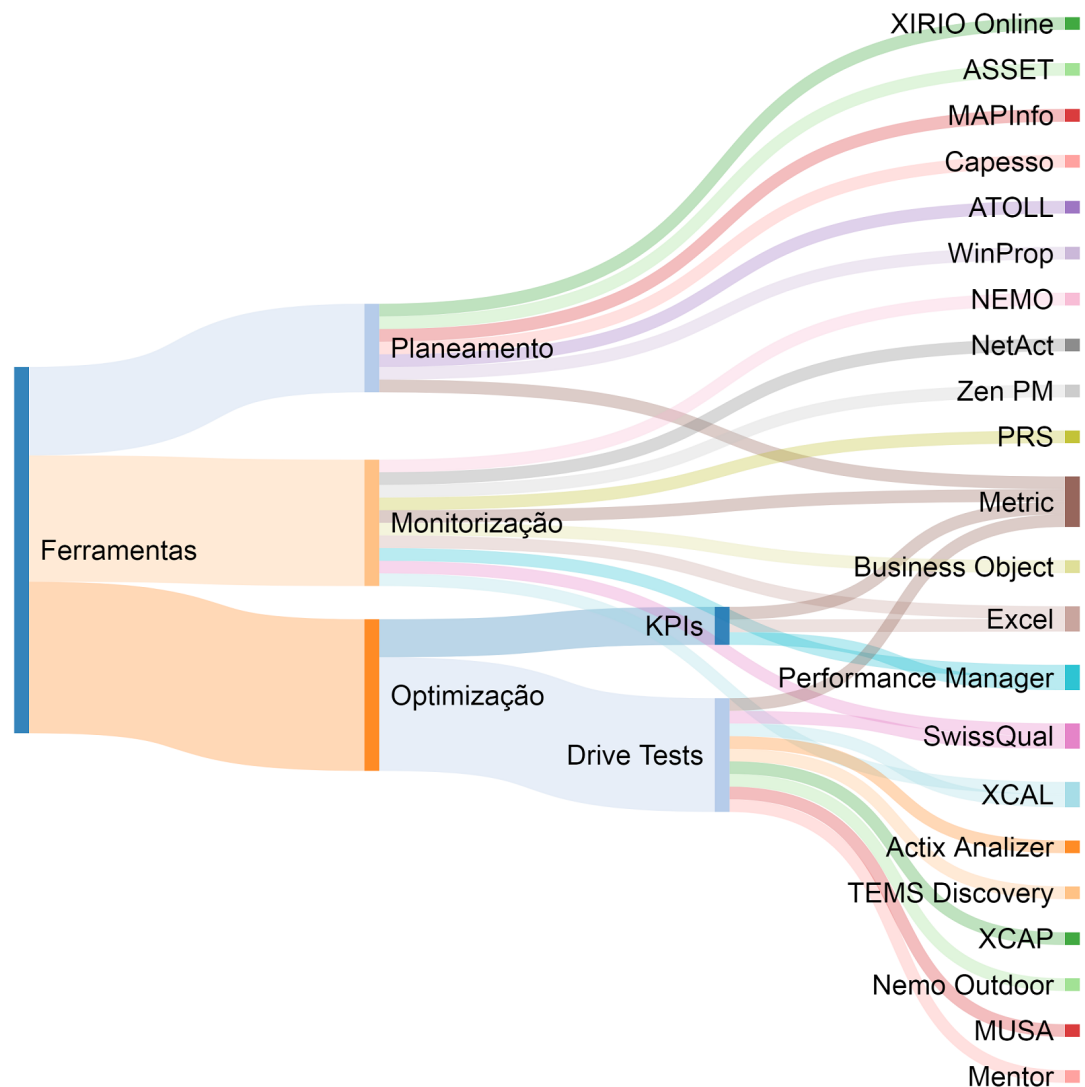 Ferramentas
Planeamento
Monitorização
Optimização
KPIs
Drive Tests
XIRIO Online
ASSET
MAPInfo
Capesso
ATOLL
WinProp
NEMO
NetAct
Zen PM
PRS
Metric
Business Object
Excel
Performance Manager
SwissQual
XCAL
Actix Analizer
TEMS Discovery
XCAP
Nemo Outdoor
MUSA
Mentor